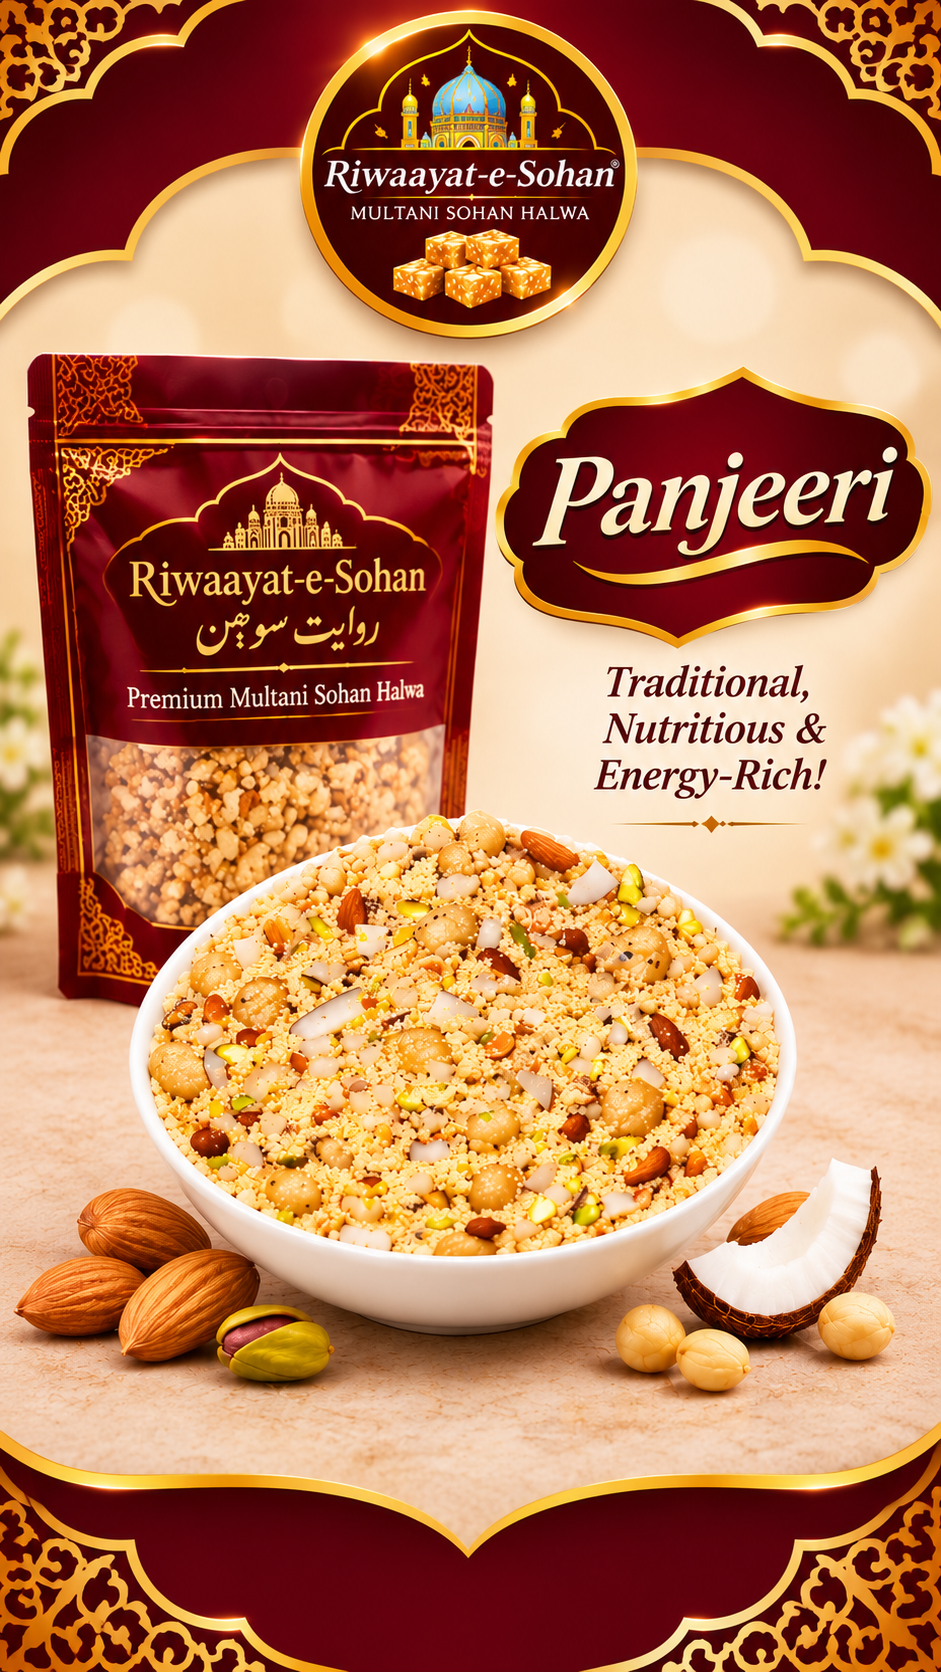 Riwaayat-e-Sohan®
MULTANI SOHAN HALWA
Riwaayat-e-Sohan
روایت سوہن
Premium Multani Sohan Halwa
Panjeeri
Traditional,
Nutritious &
Energy-Rich!